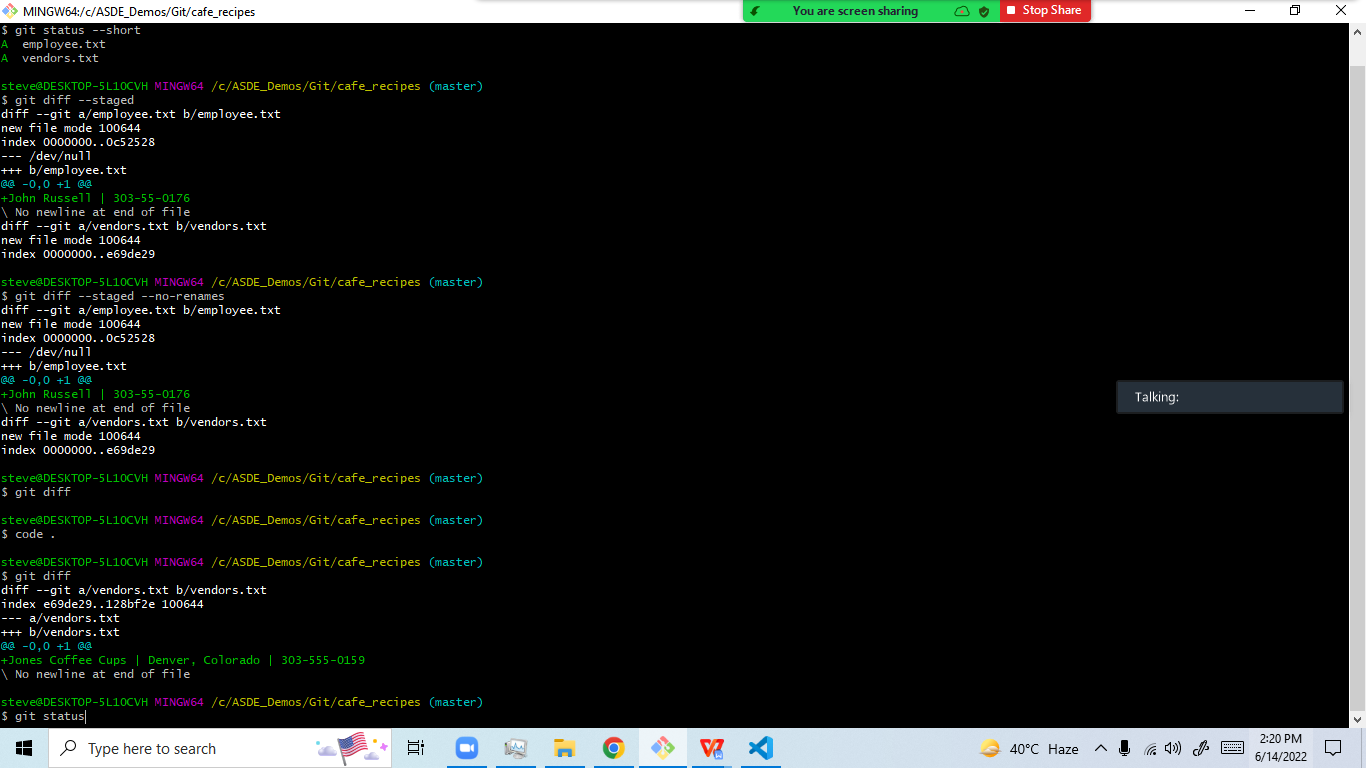 MINGW64:/c/ASDE_Demos/Git/cafe_recipes
You are screen sharing
Stop Share
$ git status --short
A  employee.txt
A  vendors.txt
steve@DESKTOP-5L1OCVH MINGW64 /c/ASDE_Demos/Git/cafe_recipes (master)
$ git diff --staged
diff --git a/employee.txt b/employee.txt
new file mode 100644
index 0000000..0c52528
--- /dev/null
+++ b/employee.txt
@@ -0,0 +1 @@
+John Russell | 303-55-0176
\ No newline at end of file
diff --git a/vendors.txt b/vendors.txt
new file mode 100644
index 0000000..e69de29
steve@DESKTOP-5L1OCVH MINGW64 /c/ASDE_Demos/Git/cafe_recipes (master)
$ git diff --staged --no-renames
diff --git a/employee.txt b/employee.txt
new file mode 100644
index 0000000..0c52528
--- /dev/null
+++ b/employee.txt
@@ -0,0 +1 @@
+John Russell | 303-55-0176
\ No newline at end of file
diff --git a/vendors.txt b/vendors.txt
new file mode 100644
index 0000000..e69de29
steve@DESKTOP-5L1OCVH MINGW64 /c/ASDE_Demos/Git/cafe_recipes (master)
$ git diff
steve@DESKTOP-5L1OCVH MINGW64 /c/ASDE_Demos/Git/cafe_recipes (master)
$ code .
steve@DESKTOP-5L1OCVH MINGW64 /c/ASDE_Demos/Git/cafe_recipes (master)
$ git diff
diff --git a/vendors.txt b/vendors.txt
index e69de29..128bf2e 100644
--- a/vendors.txt
+++ b/vendors.txt
@@ -0,0 +1 @@
+Jones Coffee Cups | Denver, Colorado | 303-555-0159
\ No newline at end of file
steve@DESKTOP-5L1OCVH MINGW64 /c/ASDE_Demos/Git/cafe_recipes (master)
$ git status
Talking:
Type here to search
40°C Haze
2:20 PM
6/14/2022